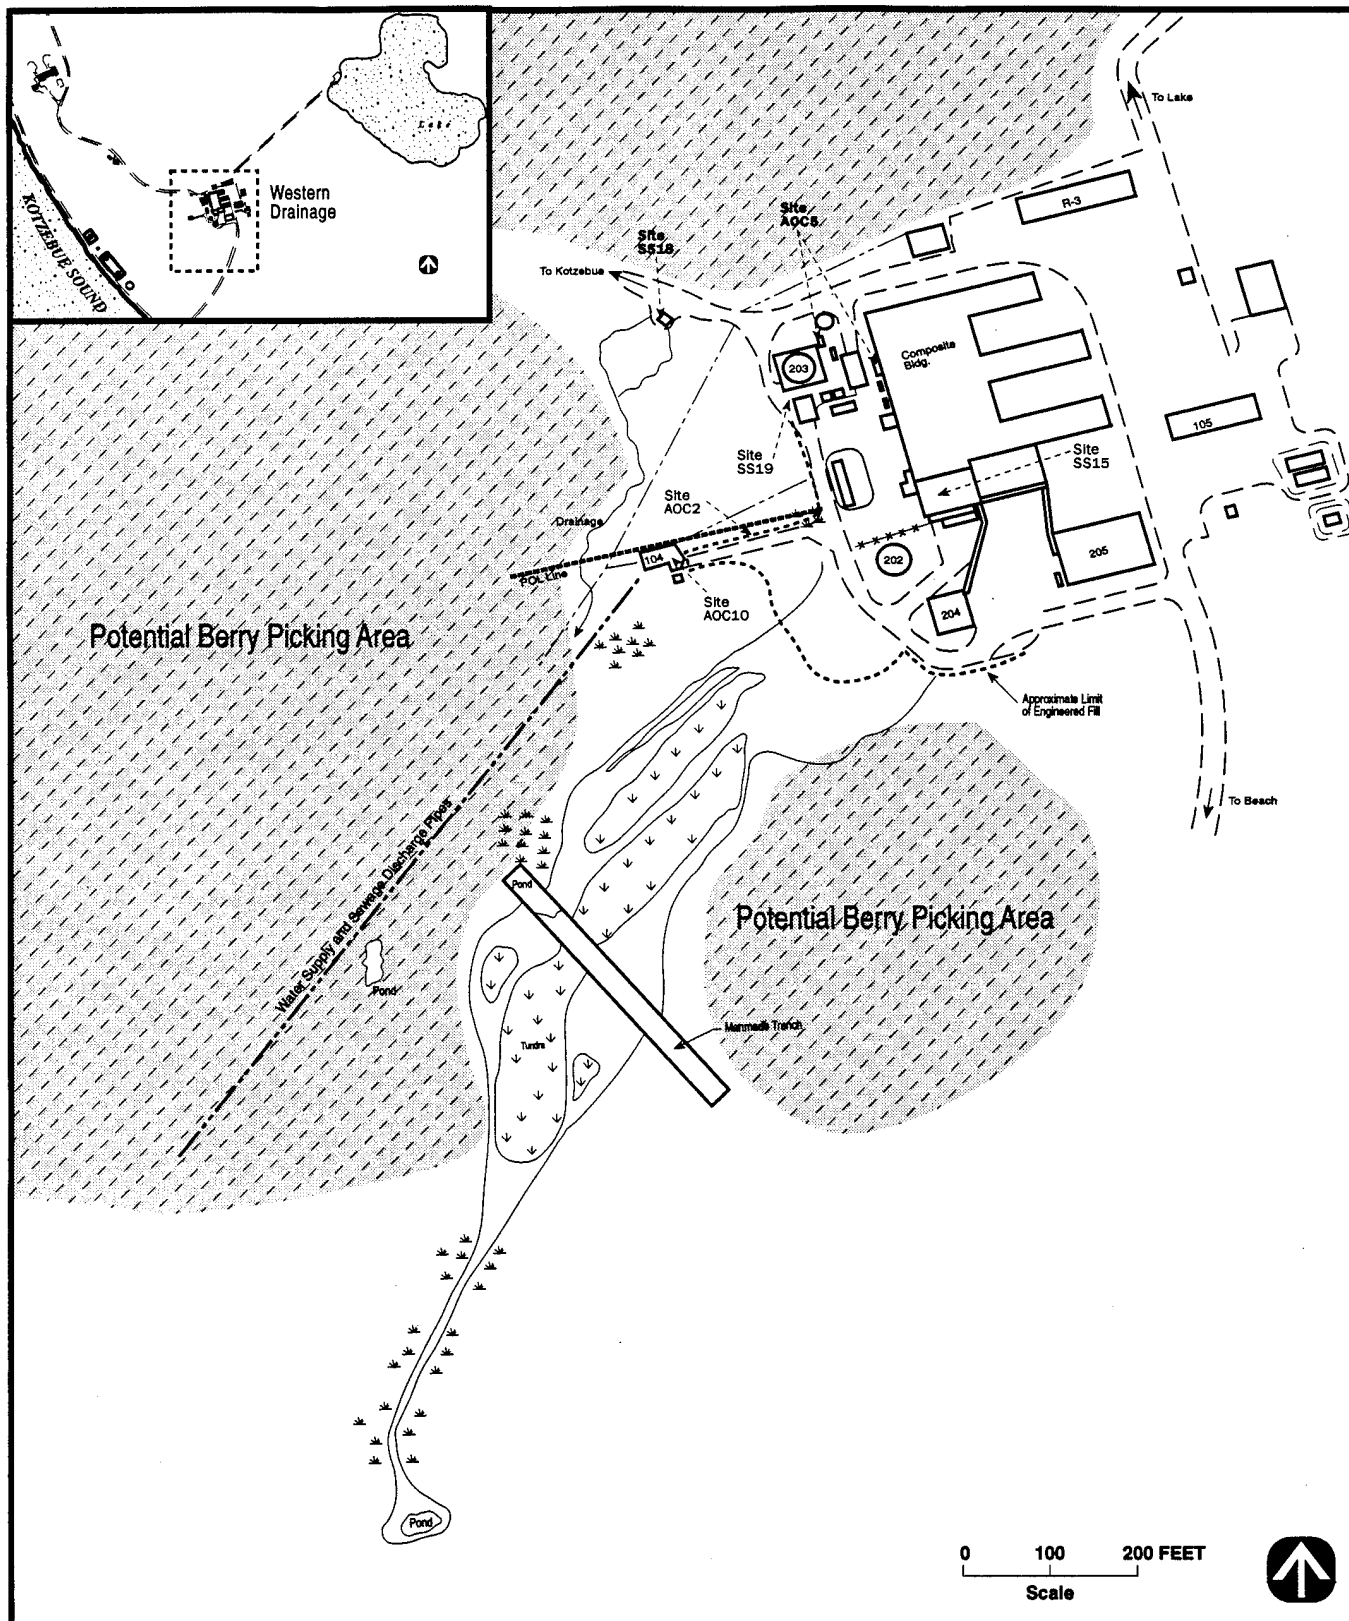 Lake
Western
Drainage
KOTZEBUE SOUND
To Lake
R-3
Site
AOC5
Site
SS18
To Kotzebue
Composite
Bldg.
203
105
Site
SS19
Site
SS15
Site
AOC2
Drainage
104
POL Line
202
205
204
Site
AOC10
Potential Berry Picking Area
Approximate Limit
of Engineered Fill
To Beach
Water Supply and Sewage Discharge Pipes
Pond
Potential Berry Picking Area
Pond
Manmade Trench
Tundra
Pond
0 100 200 FEET
Scale